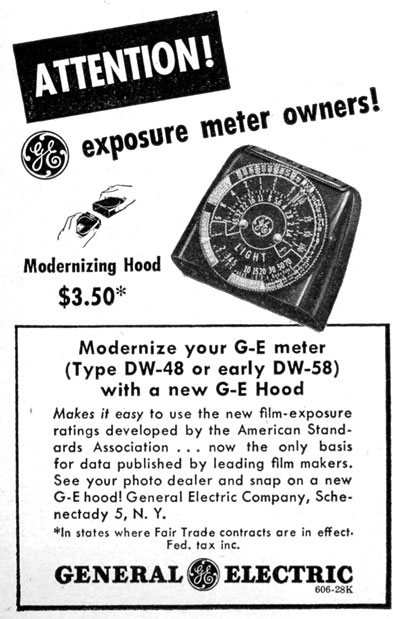 ATTENTION!
GE exposure meter owners!
Modernizing Hood
$3.50*
GE
LIGHT
Modernize your G-E meter
(Type DW-48 or early DW-58)
with a new G-E Hood
Makes it easy to use the new film-exposure
ratings developed by the American Stand-
ards Association . . . now the only basis
for data published by leading film makers.
See your photo dealer and snap on a new
G-E hood! General Electric Company, Sche-
nectady 5, N. Y.
*In states where Fair Trade contracts are in effect.
Fed. tax inc.
GENERAL GE ELECTRIC
606-28K